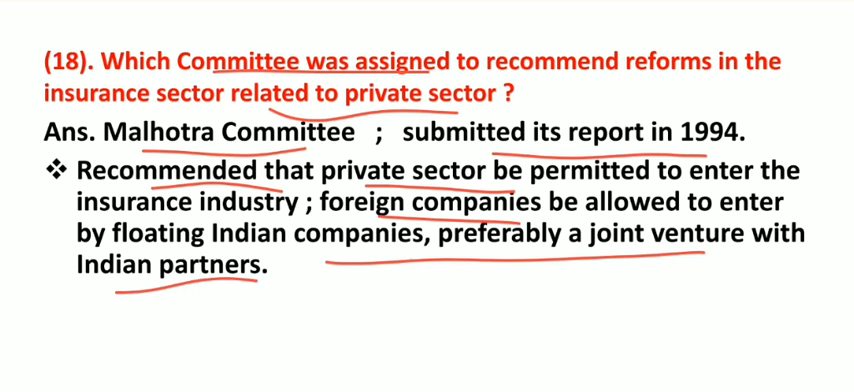 (18). Which Committee was assigned to recommend reforms in the
insurance sector related to private sector ?
Ans. Malhotra Committee ; submitted its report in 1994.
❖ Recommended that private sector be permitted to enter the
insurance industry ; foreign companies be allowed to enter
by floating Indian companies, preferably a joint venture with
Indian partners.